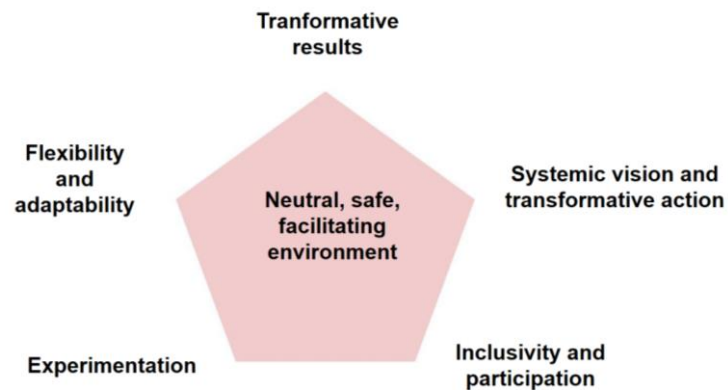 Tranformative
results
Flexibility
and
adaptability
Systemic vision and
transformative action
Neutral, safe,
facilitating
environment
Experimentation
Inclusivity and
participation